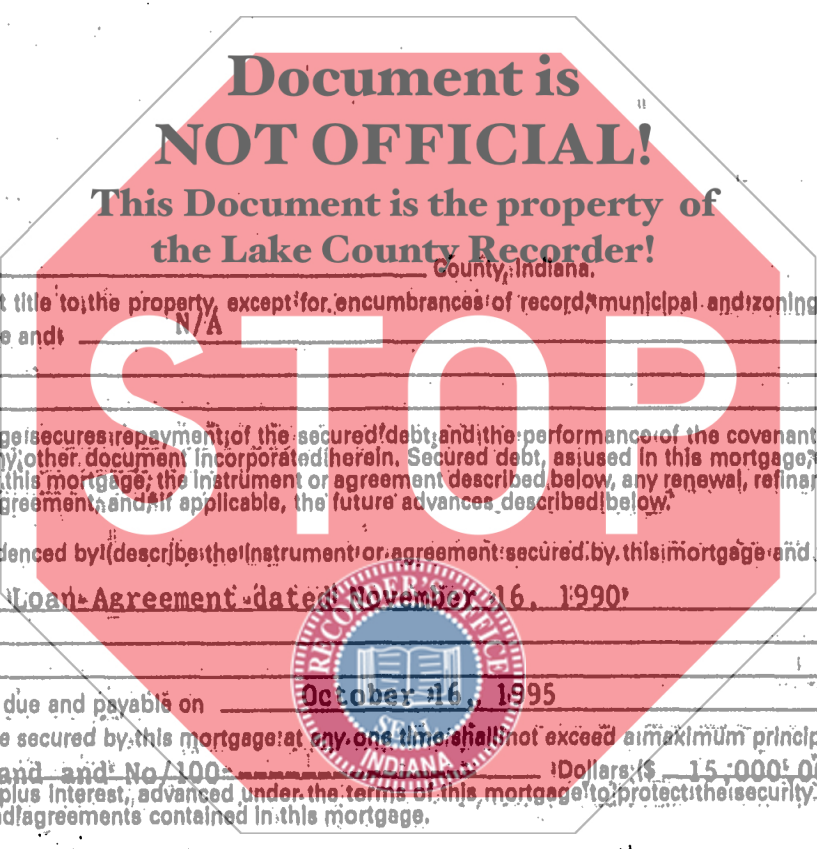 Document is
NOT OFFICIAL!
This Document is the property of
the Lake County Recorder!
County, Indiana.
t title to the property, except for encumbrances of record, municipal and zoning
N/A
e and
STOP
ge secures repayment of the secured debt and the performance of the covenant
ny other document incorporated herein. Secured debt, as used in this mortgage,
this mortgage, the instrument or agreement described below, any renewal, refinan
greement, and, if applicable, the future advances described below.
denced by (describe the instrument or agreement secured by this mortgage and
Loan Agreement dated November 16, 1990
RECORDER'S OFFICE
due and payable on October 16, 1995
SEAL
e secured by this mortgage at any one time shall not exceed a maximum princip
INDIANA
and and No/100 Dollars ($ 15,000.00
plus interest, advanced under the terms of this mortgage to protect the security
d agreements contained in this mortgage.